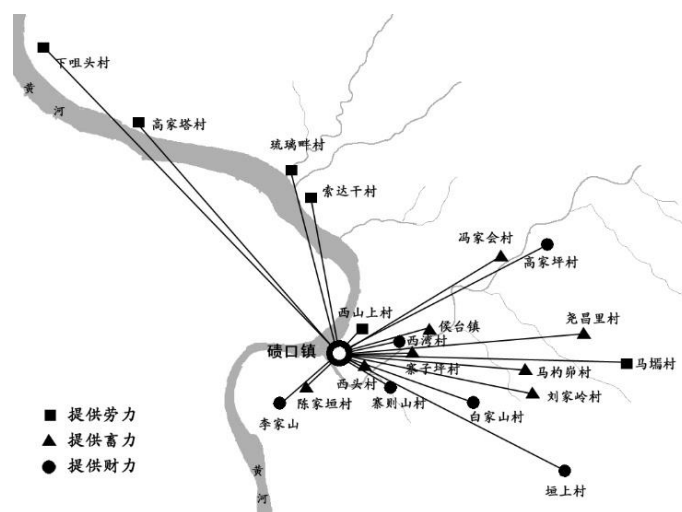 下咀头村
黄
河
高家塔村
琉璃畔村
索达干村
冯家会村
高家坪村
西山上村
侯台镇
尧昌里村
西湾村
碛口镇
寨子坪村
马杓峁村
马墕村
西头村
刘家岭村
陈家垣村
寨则山村
白家山村
李家山
垣上村
提供劳力
提供畜力
提供财力
黄
河